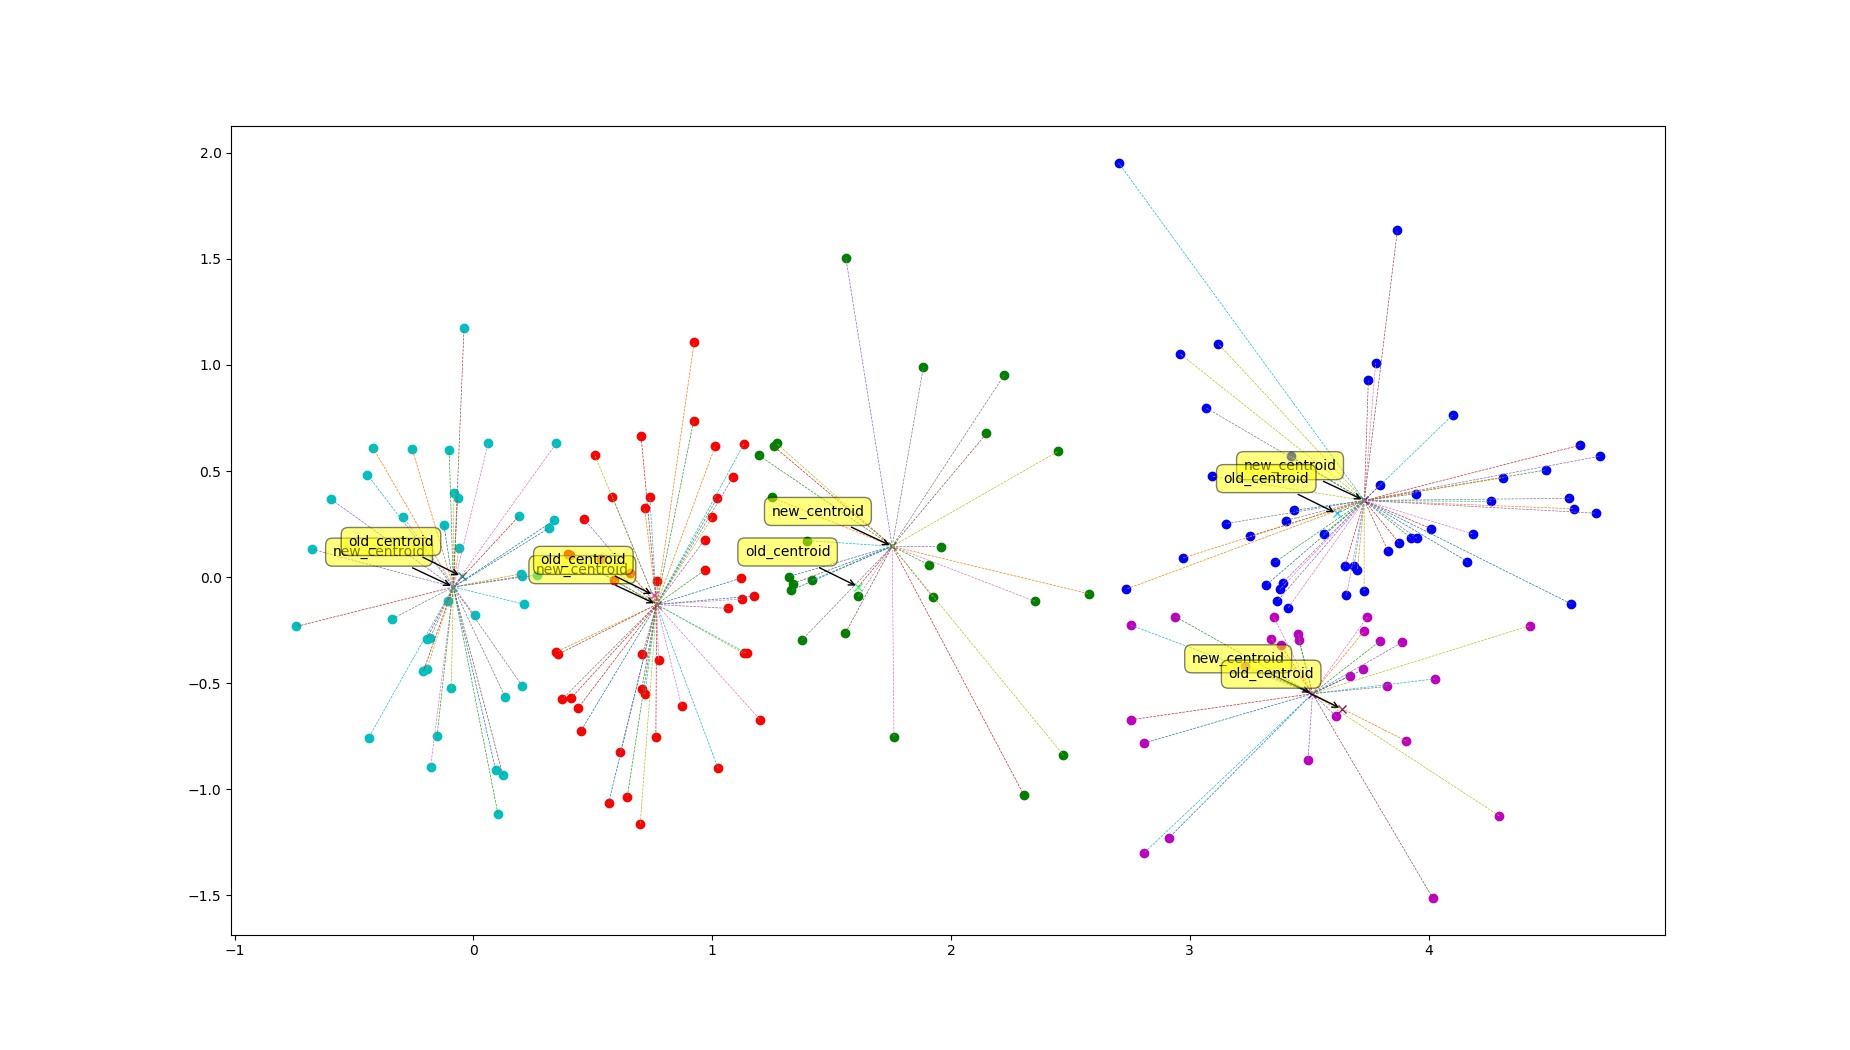 2.0
1.5
1.0
0.5
0.0
−0.5
−1.0
−1.5
new_centroid
old_centroid
new_centroid
old_centroid
old_centroid
new_centroid
old_centroid
new_centroid
new_centroid
old_centroid
−1
0
1
2
3
4